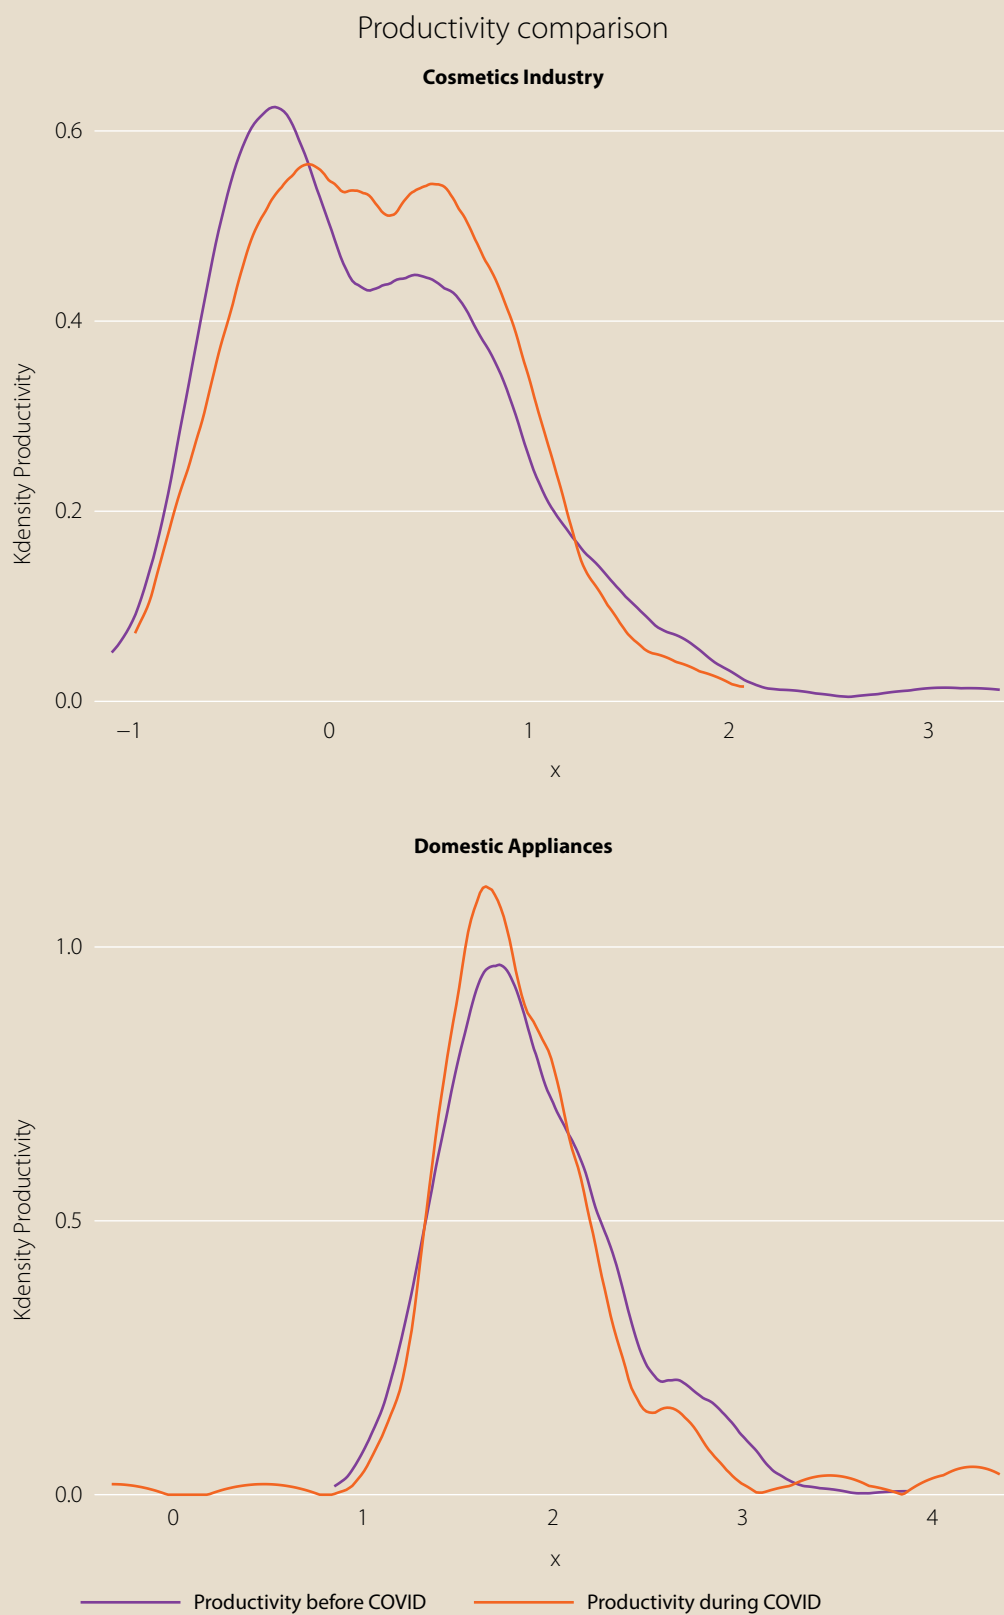 Productivity comparison
Cosmetics Industry
Kdensity Productivity
0.6
0.4
0.2
0.0
−1 0 1 2 3
x
Domestic Appliances
Kdensity Productivity
1.0
0.5
0.0
0 1 2 3 4
x
Productivity before COVID Productivity during COVID